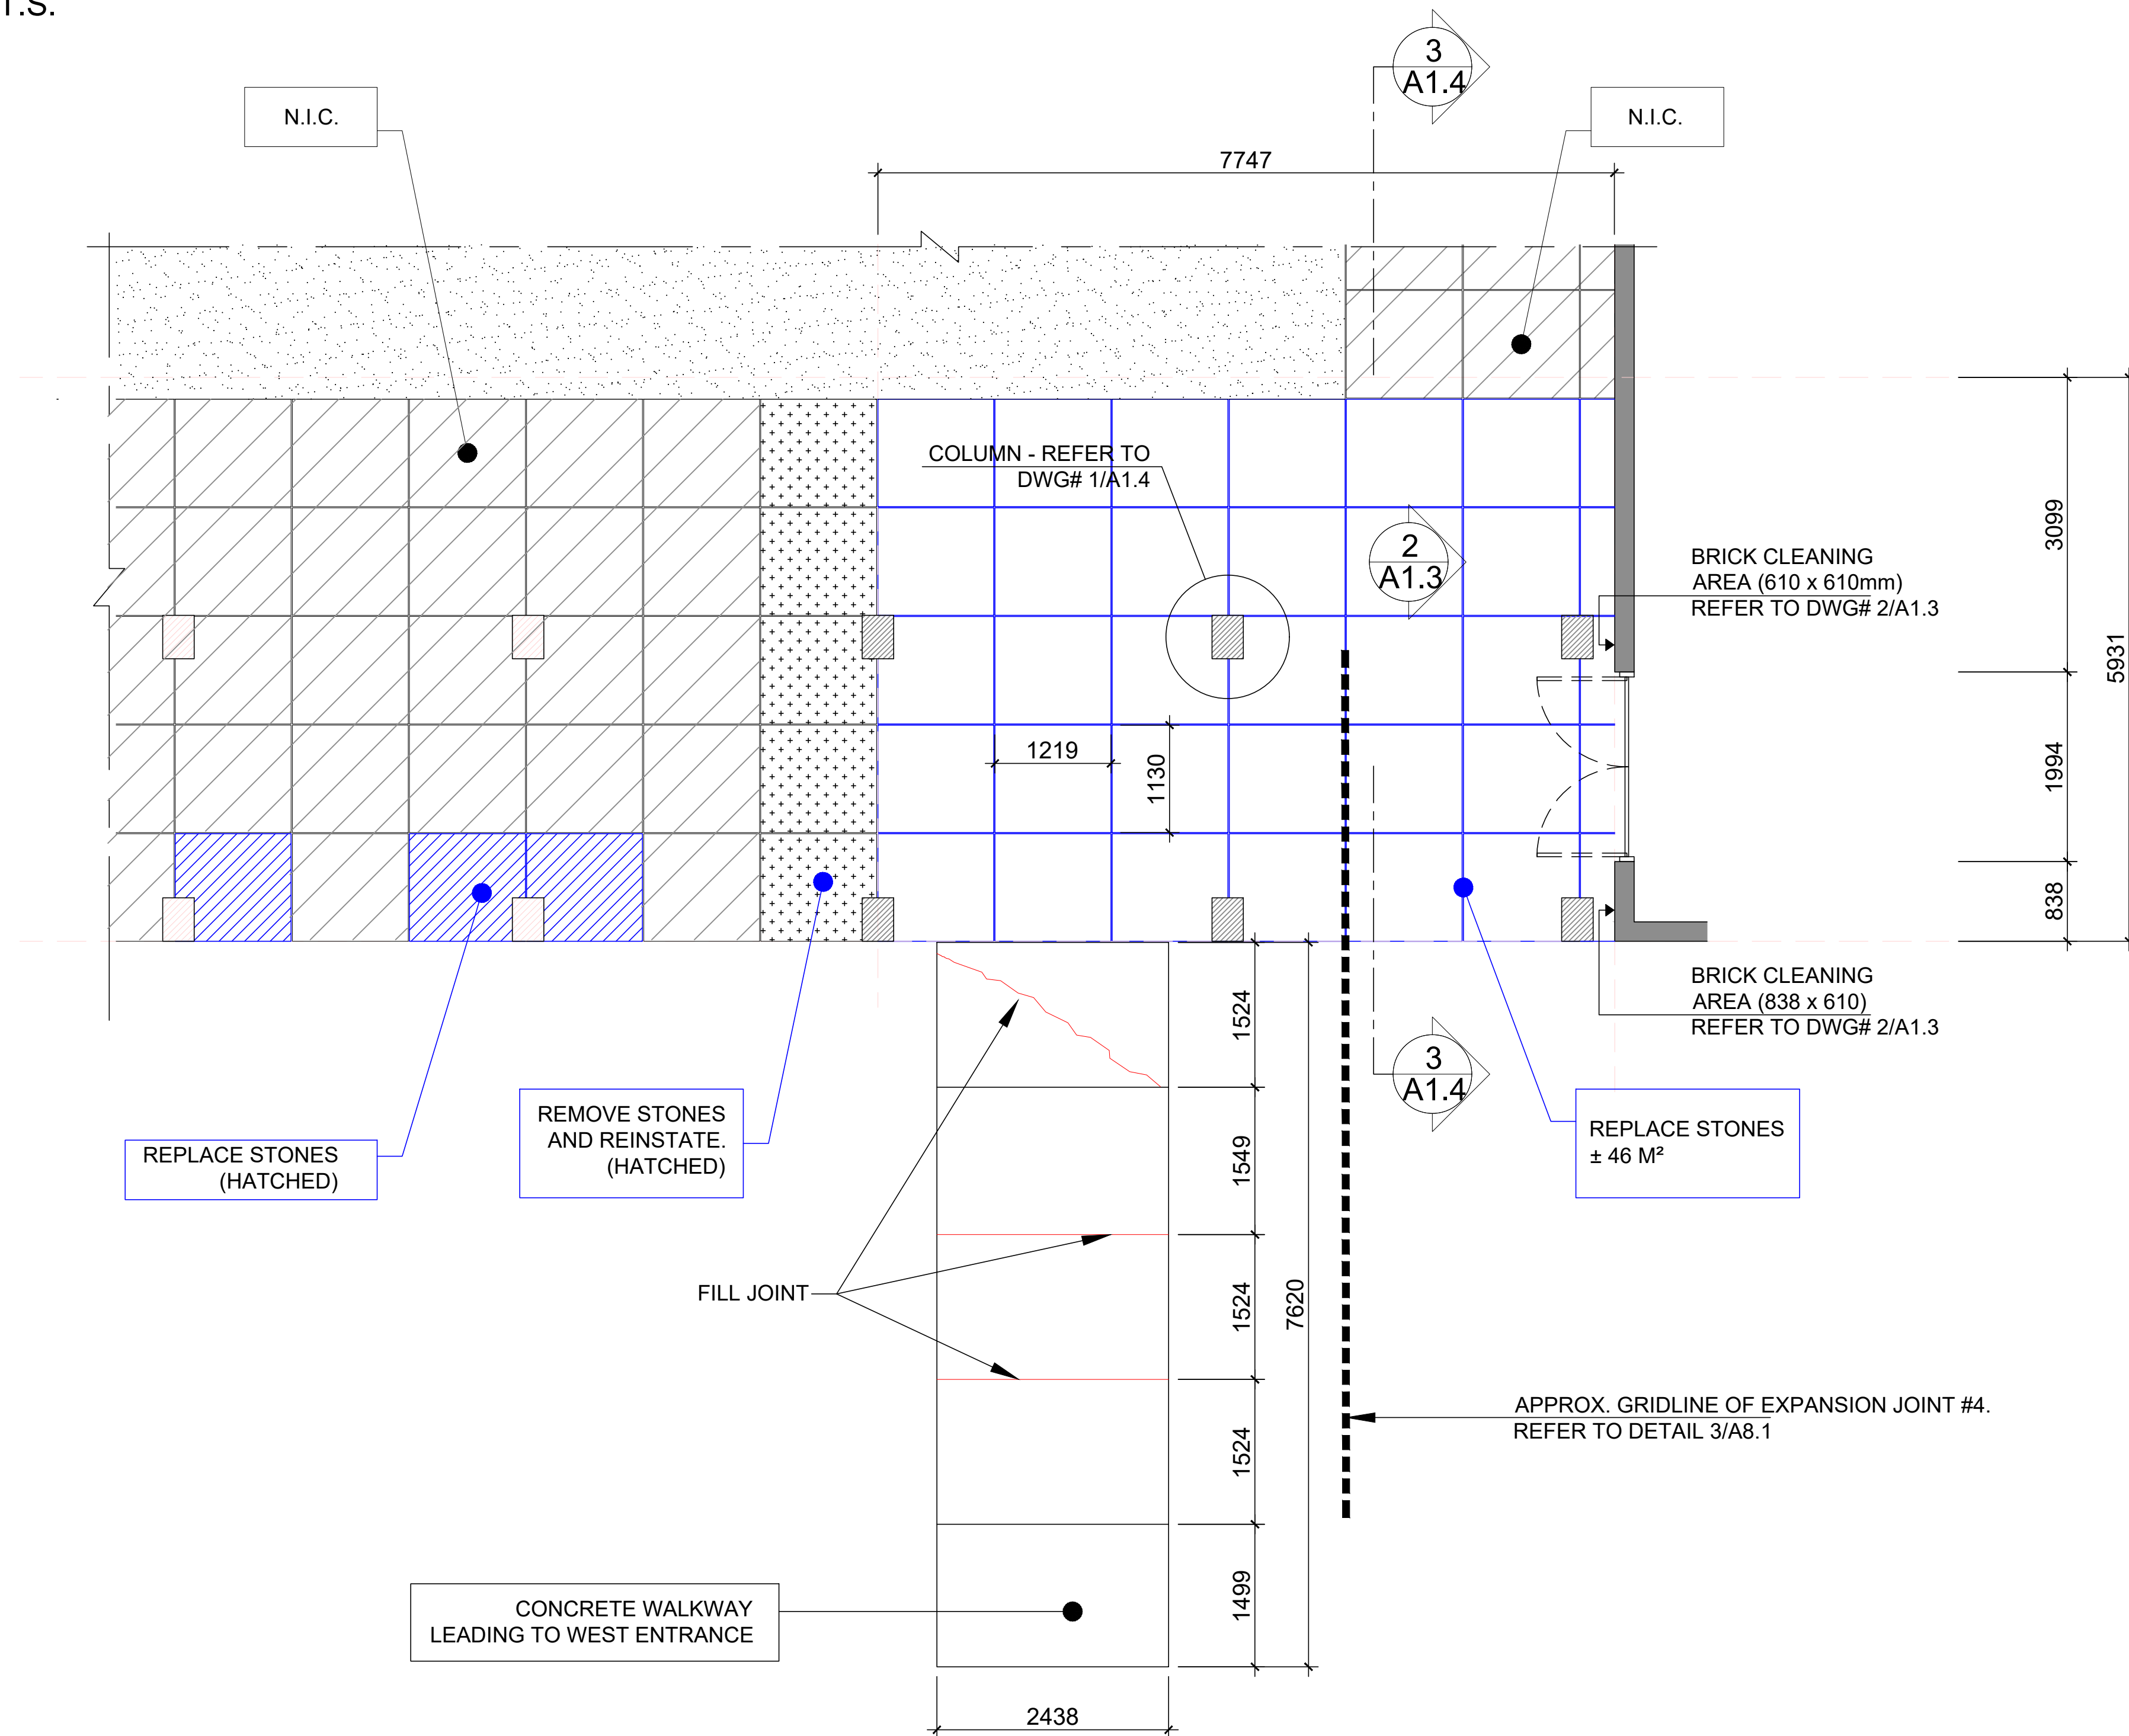 T.S.
3
A1.4
N.I.C.
N.I.C.
7747
COLUMN - REFER TO
DWG# 1/A1.4
2
A1.3
BRICK CLEANING
AREA (610 x 610mm)
REFER TO DWG# 2/A1.3
3099
5931
1994
838
1219
1130
BRICK CLEANING
AREA (838 x 610)
REFER TO DWG# 2/A1.3
3
A1.4
REPLACE STONES
(HATCHED)
REMOVE STONES
AND REINSTATE.
(HATCHED)
REPLACE STONES
± 46 M²
1524
1549
1524
1524
1499
7620
FILL JOINT
APPROX. GRIDLINE OF EXPANSION JOINT #4.
REFER TO DETAIL 3/A8.1
CONCRETE WALKWAY
LEADING TO WEST ENTRANCE
2438